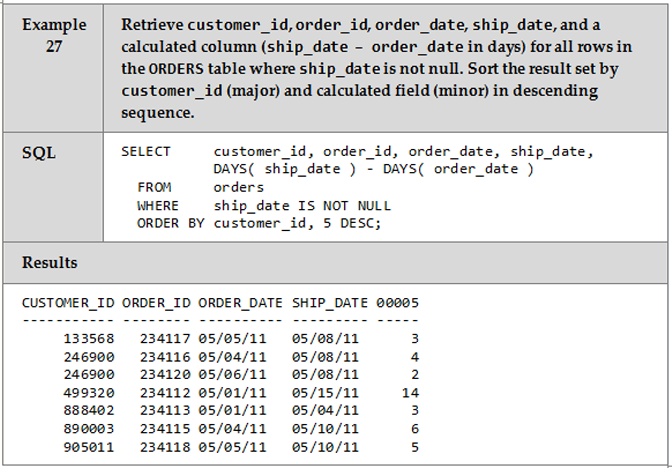 Example
27
Retrieve customer_id, order_id, order_date, ship_date, and a
calculated column (ship_date - order_date in days) for all rows in
the ORDERS table where ship_date is not null. Sort the result set by
customer_id (major) and calculated field (minor) in descending
sequence.
SQL
SELECT customer_id, order_id, order_date, ship_date,
DAYS( ship_date ) - DAYS( order_date )
FROM orders
WHERE ship_date IS NOT NULL
ORDER BY customer_id, 5 DESC;
Results
CUSTOMER_ID ORDER_ID ORDER_DATE SHIP_DATE 00005
----------- -------- ---------- --------- -----
133568 234117 05/05/11 05/08/11 3
246900 234116 05/04/11 05/08/11 4
246900 234120 05/06/11 05/08/11 2
499320 234112 05/01/11 05/15/11 14
888402 234113 05/01/11 05/04/11 3
890003 234115 05/04/11 05/10/11 6
905011 234118 05/05/11 05/10/11 5